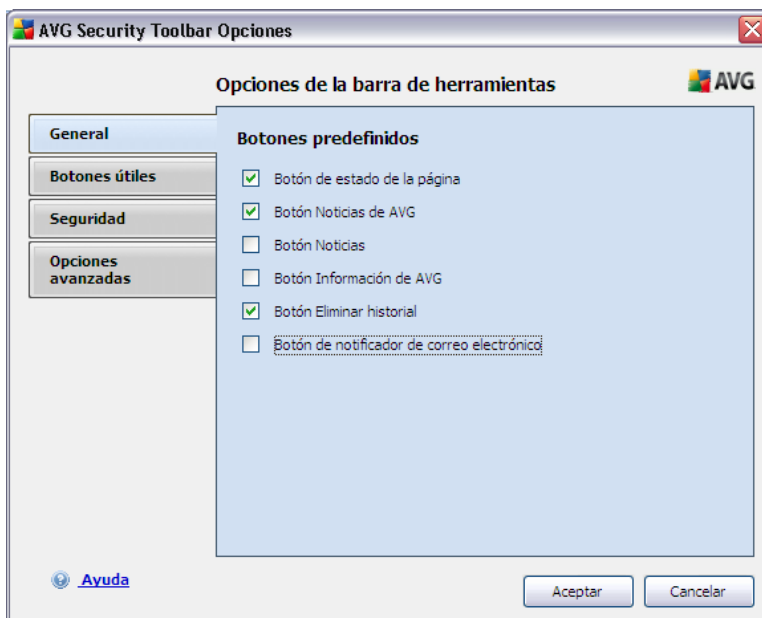 AVG Security Toolbar Opciones
Opciones de la barra de herramientas
AVG
General
Botones útiles
Seguridad
Opciones
avanzadas
Botones predefinidos
Botón de estado de la página
Botón Noticias de AVG
Botón Noticias
Botón Información de AVG
Botón Eliminar historial
Botón de notificador de correo electrónico
Ayuda
Aceptar
Cancelar